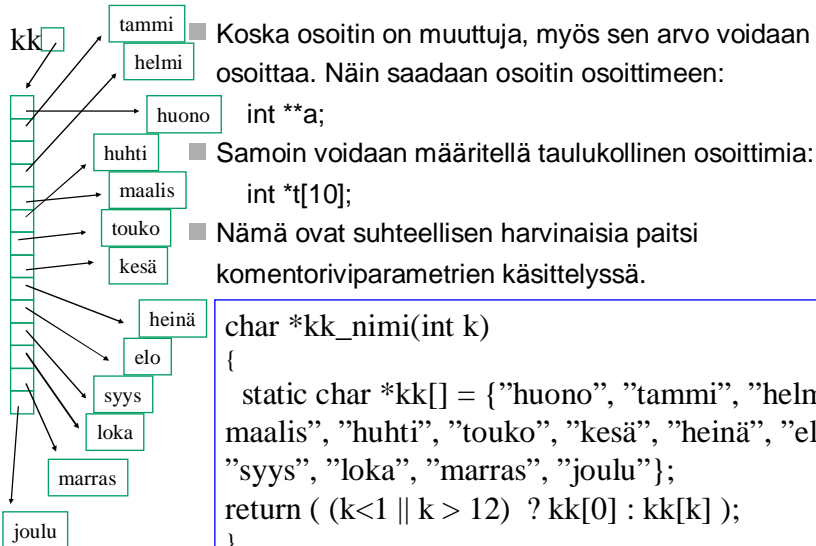 kk
tammi
helmi
huono
huhti
maalis
touko
kesä
heinä
elo
syys
loka
marras
joulu
Koska osoitin on muuttuja, myös sen arvo voidaan
osoittaa. Näin saadaan osoitin osoittimeen:
int **a;
Samoin voidaan määritellä taulukollinen osoittimia:
int *t[10];
Nämä ovat suhteellisen harvinaisia paitsi
komentoriviparametrien käsittelyssä.
char *kk_nimi(int k)
{
static char *kk[] = {”huono”, ”tammi”, ”helm
maalis”, ”huhti”, ”touko”, ”kesä”, ”heinä”, ”el
”syys”, ”loka”, ”marras”, ”joulu”};
return ( (k<1 || k > 12) ? kk[0] : kk[k] );
}